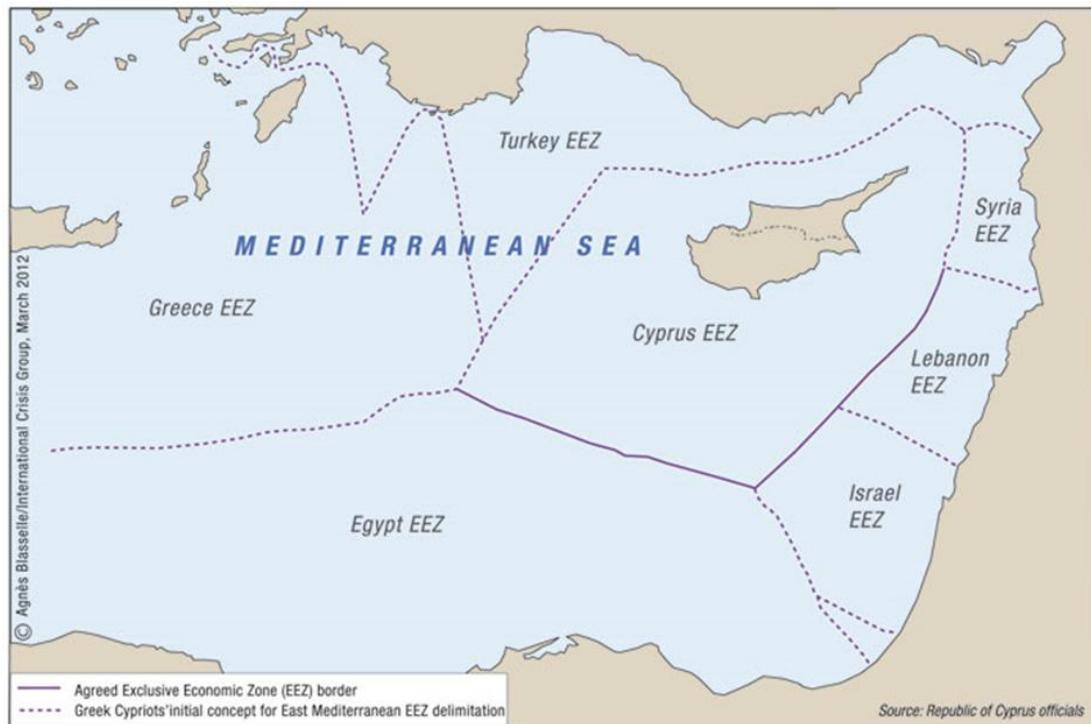 Turkey EEZ
Syria
EEZ
MEDITERRANEAN SEA
Greece EEZ
Cyprus EEZ
Lebanon
EEZ
Israel
EEZ
Egypt EEZ
© Agnès Blasselle/International Crisis Group, March 2012
Agreed Exclusive Economic Zone (EEZ) border
Greek Cypriots'initial concept for East Mediterranean EEZ delimitation
Source: Republic of Cyprus officials